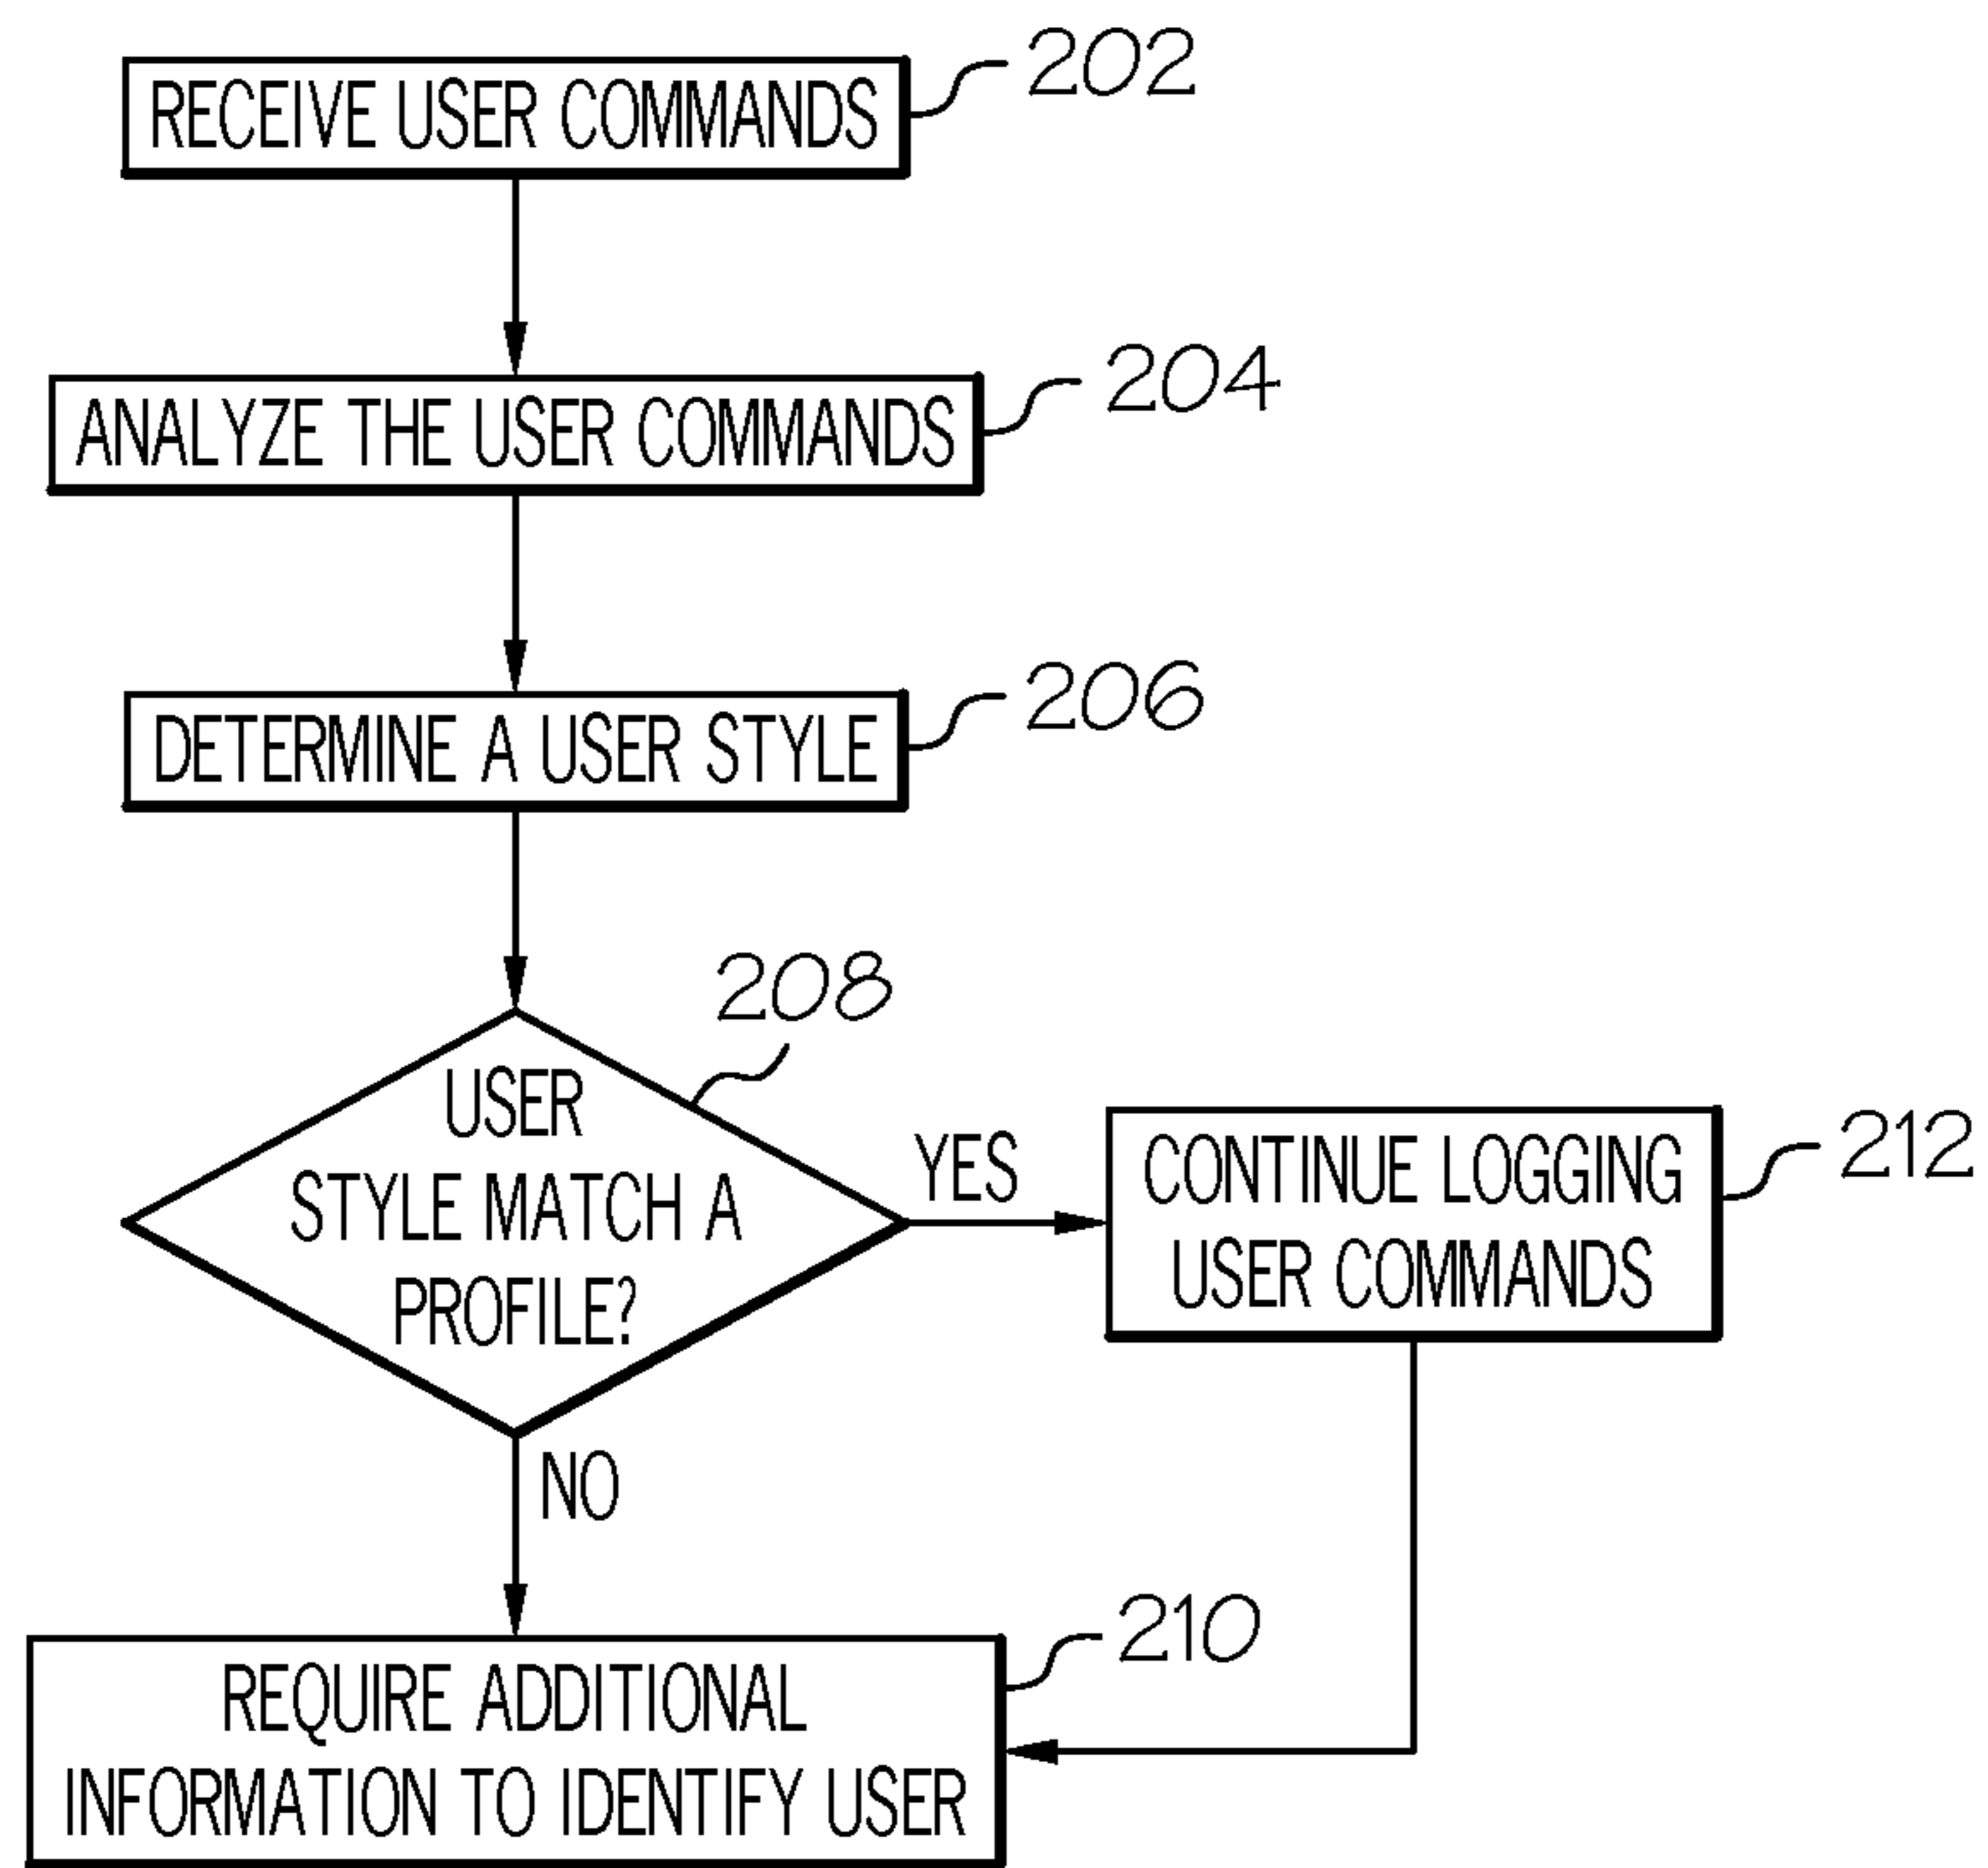 RECEIVE USER COMMANDS
202
ANALYZE THE USER COMMANDS
204
DETERMINE A USER STYLE
206
208
USER
STYLE MATCH A
PROFILE?
YES
CONTINUE LOGGING
USER COMMANDS
212
NO
210
REQUIRE ADDITIONAL
INFORMATION TO IDENTIFY USER